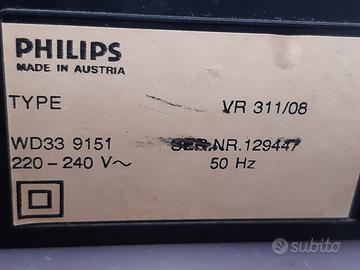 PHILIPS
MADE IN AUSTRIA
TYPE VR 311/08
WD33 9151 SER.NR.129447
220-240 V~ 50 Hz
subito